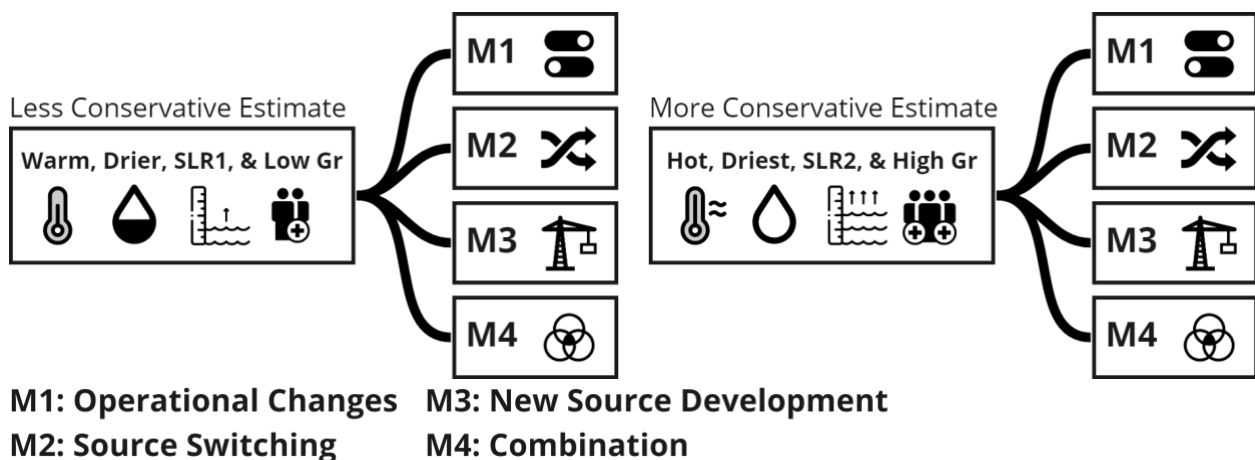 Less Conservative Estimate
Warm, Drier, SLR1, & Low Gr
M1
M2
M3
M4
More Conservative Estimate
Hot, Driest, SLR2, & High Gr
M1
M2
M3
M4
M1: Operational Changes
M3: New Source Development
M2: Source Switching
M4: Combination